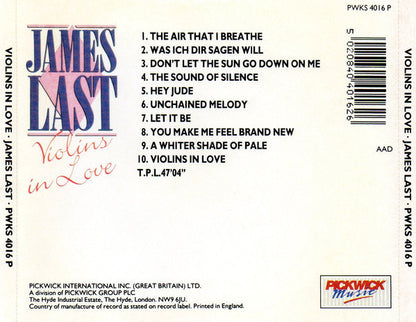 PWKS 4016 P
JAMES
LAST
Violins
in Love
1. THE AIR THAT I BREATHE
2. WAS ICH DIR SAGEN WILL
3. DON'T LET THE SUN GO DOWN ON ME
4. THE SOUND OF SILENCE
5. HEY JUDE
6. UNCHAINED MELODY
7. LET IT BE
8. YOU MAKE ME FEEL BRAND NEW
9. A WHITER SHADE OF PALE
10. VIOLINS IN LOVE
T.P.L.47'04"
5 020840 401626
AAD
VIOLINS IN LOVE · JAMES LAST · PWKS 4016 P
VIOLINS IN LOVE · JAMES LAST · PWKS 4016 P
PICKWICK INTERNATIONAL INC. (GREAT BRITAIN) LTD.
A division of PICKWICK GROUP PLC
The Hyde Industrial Estate, The Hyde, London. NW9 6JU.
Country of manufacture of record as stated on record label. Printed in England.
PICKWICK
Music